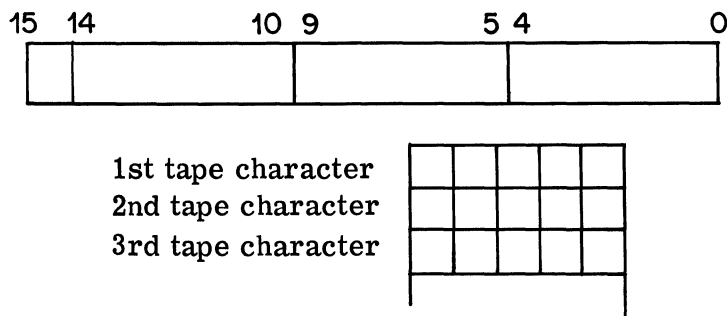 15 14 10 9 5 4 0
1st tape character
2nd tape character
3rd tape character